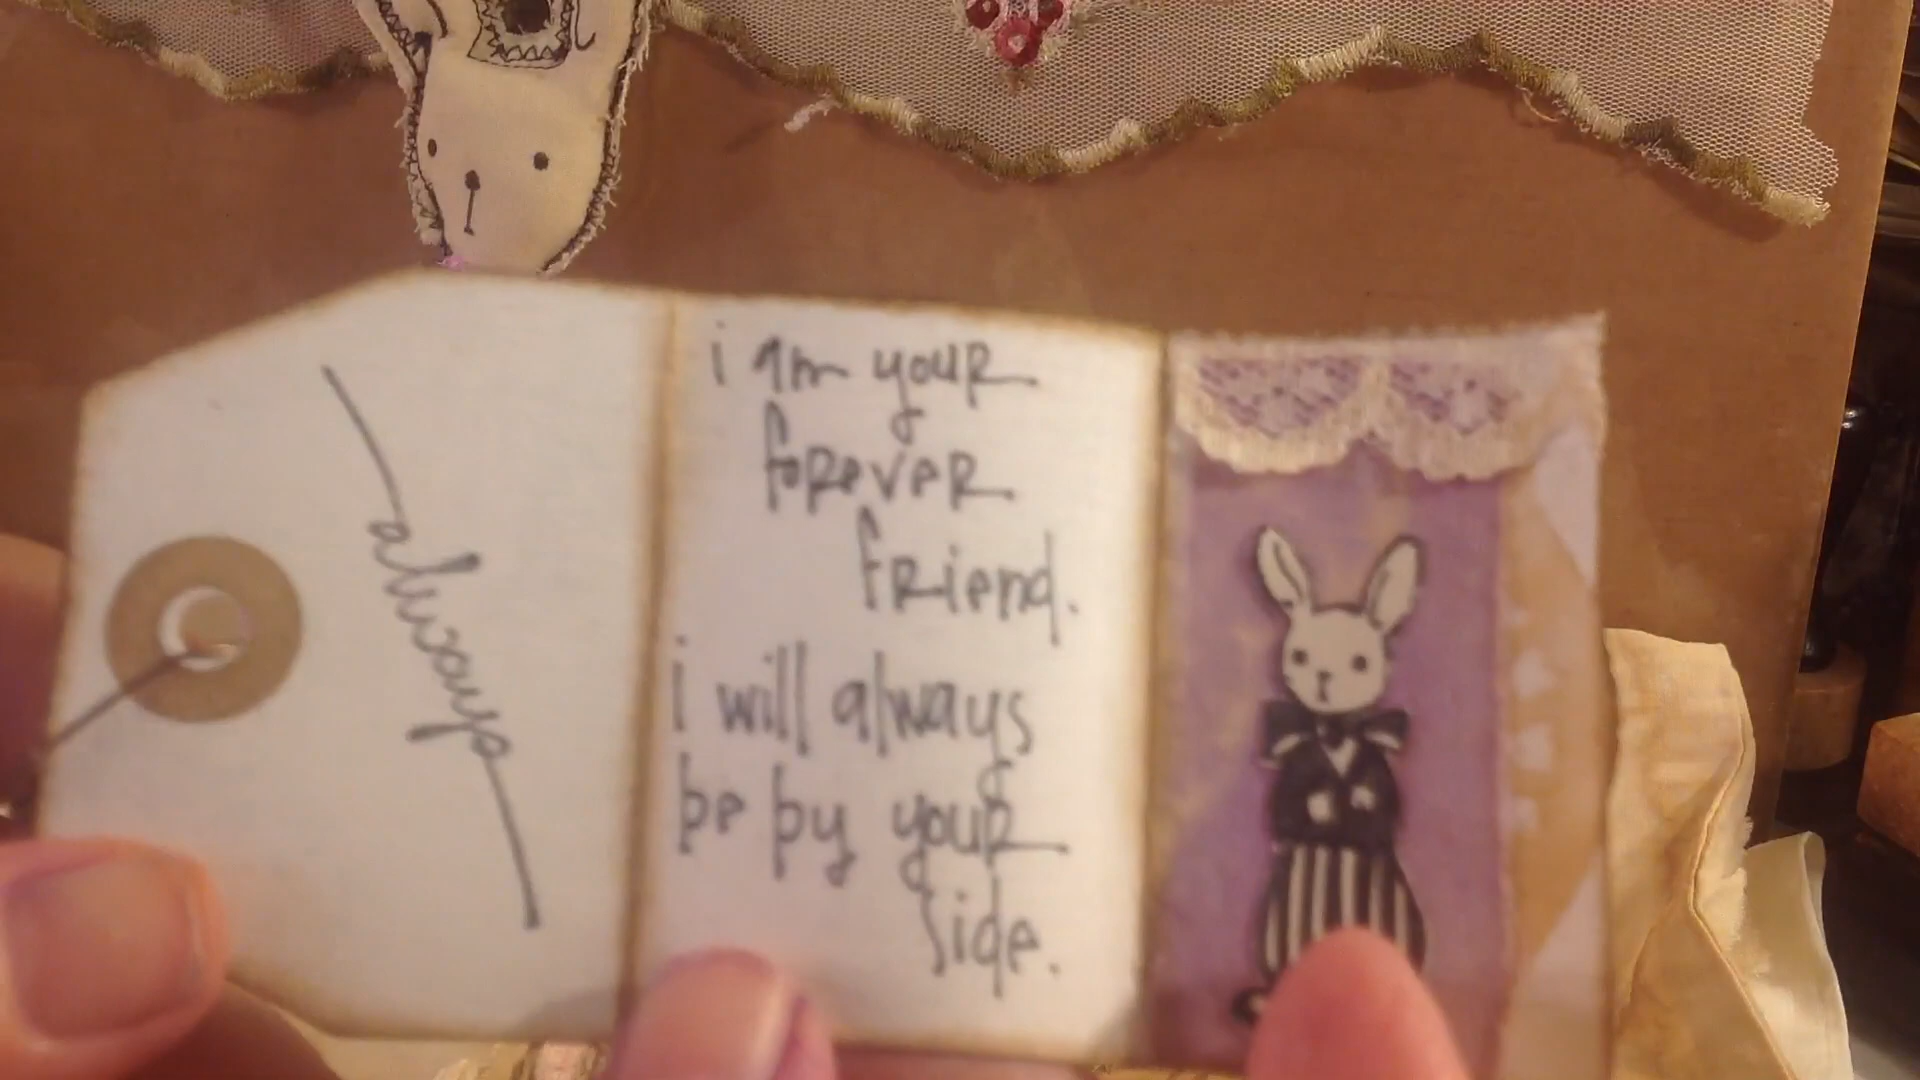 always
i am your
forever
friend.
i will always
be by your
side.